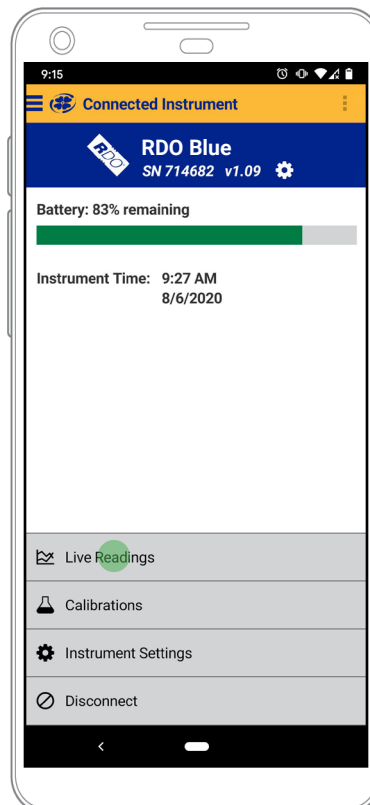 9:15
Connected Instrument
RDO
RDO Blue
SN 714682 v1.09
Battery: 83% remaining
Instrument Time: 9:27 AM
8/6/2020
Live Readings
Calibrations
Instrument Settings
Disconnect